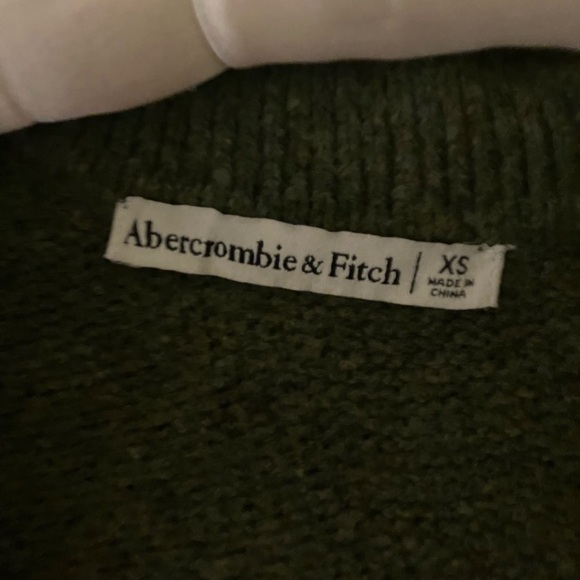 Abercrombie & Fitch | XS
MADE IN
CHINA